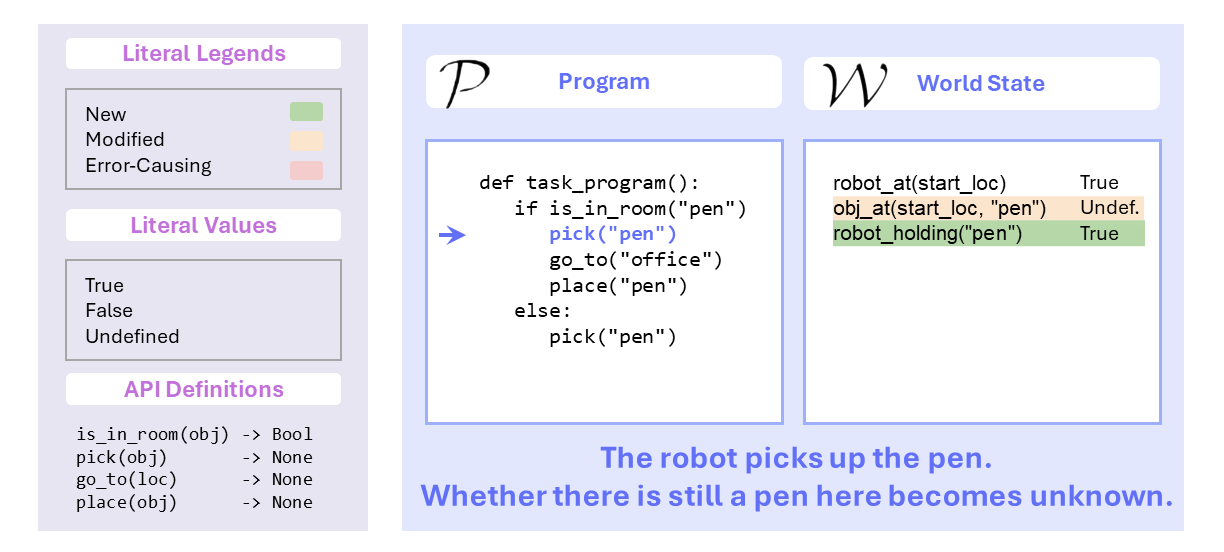 Literal Legends
New
Modified
Error-Causing
Literal Values
True
False
Undefined
API Definitions
is_in_room(obj) -> Bool
pick(obj) -> None
go_to(loc) -> None
place(obj) -> None
P Program
def task_program():
if is_in_room("pen")
pick("pen")
go_to("office")
place("pen")
else:
pick("pen")
W World State
robot_at(start_loc) True
obj_at(start_loc, "pen") Undef.
robot_holding("pen") True
The robot picks up the pen.
Whether there is still a pen here becomes unknown.